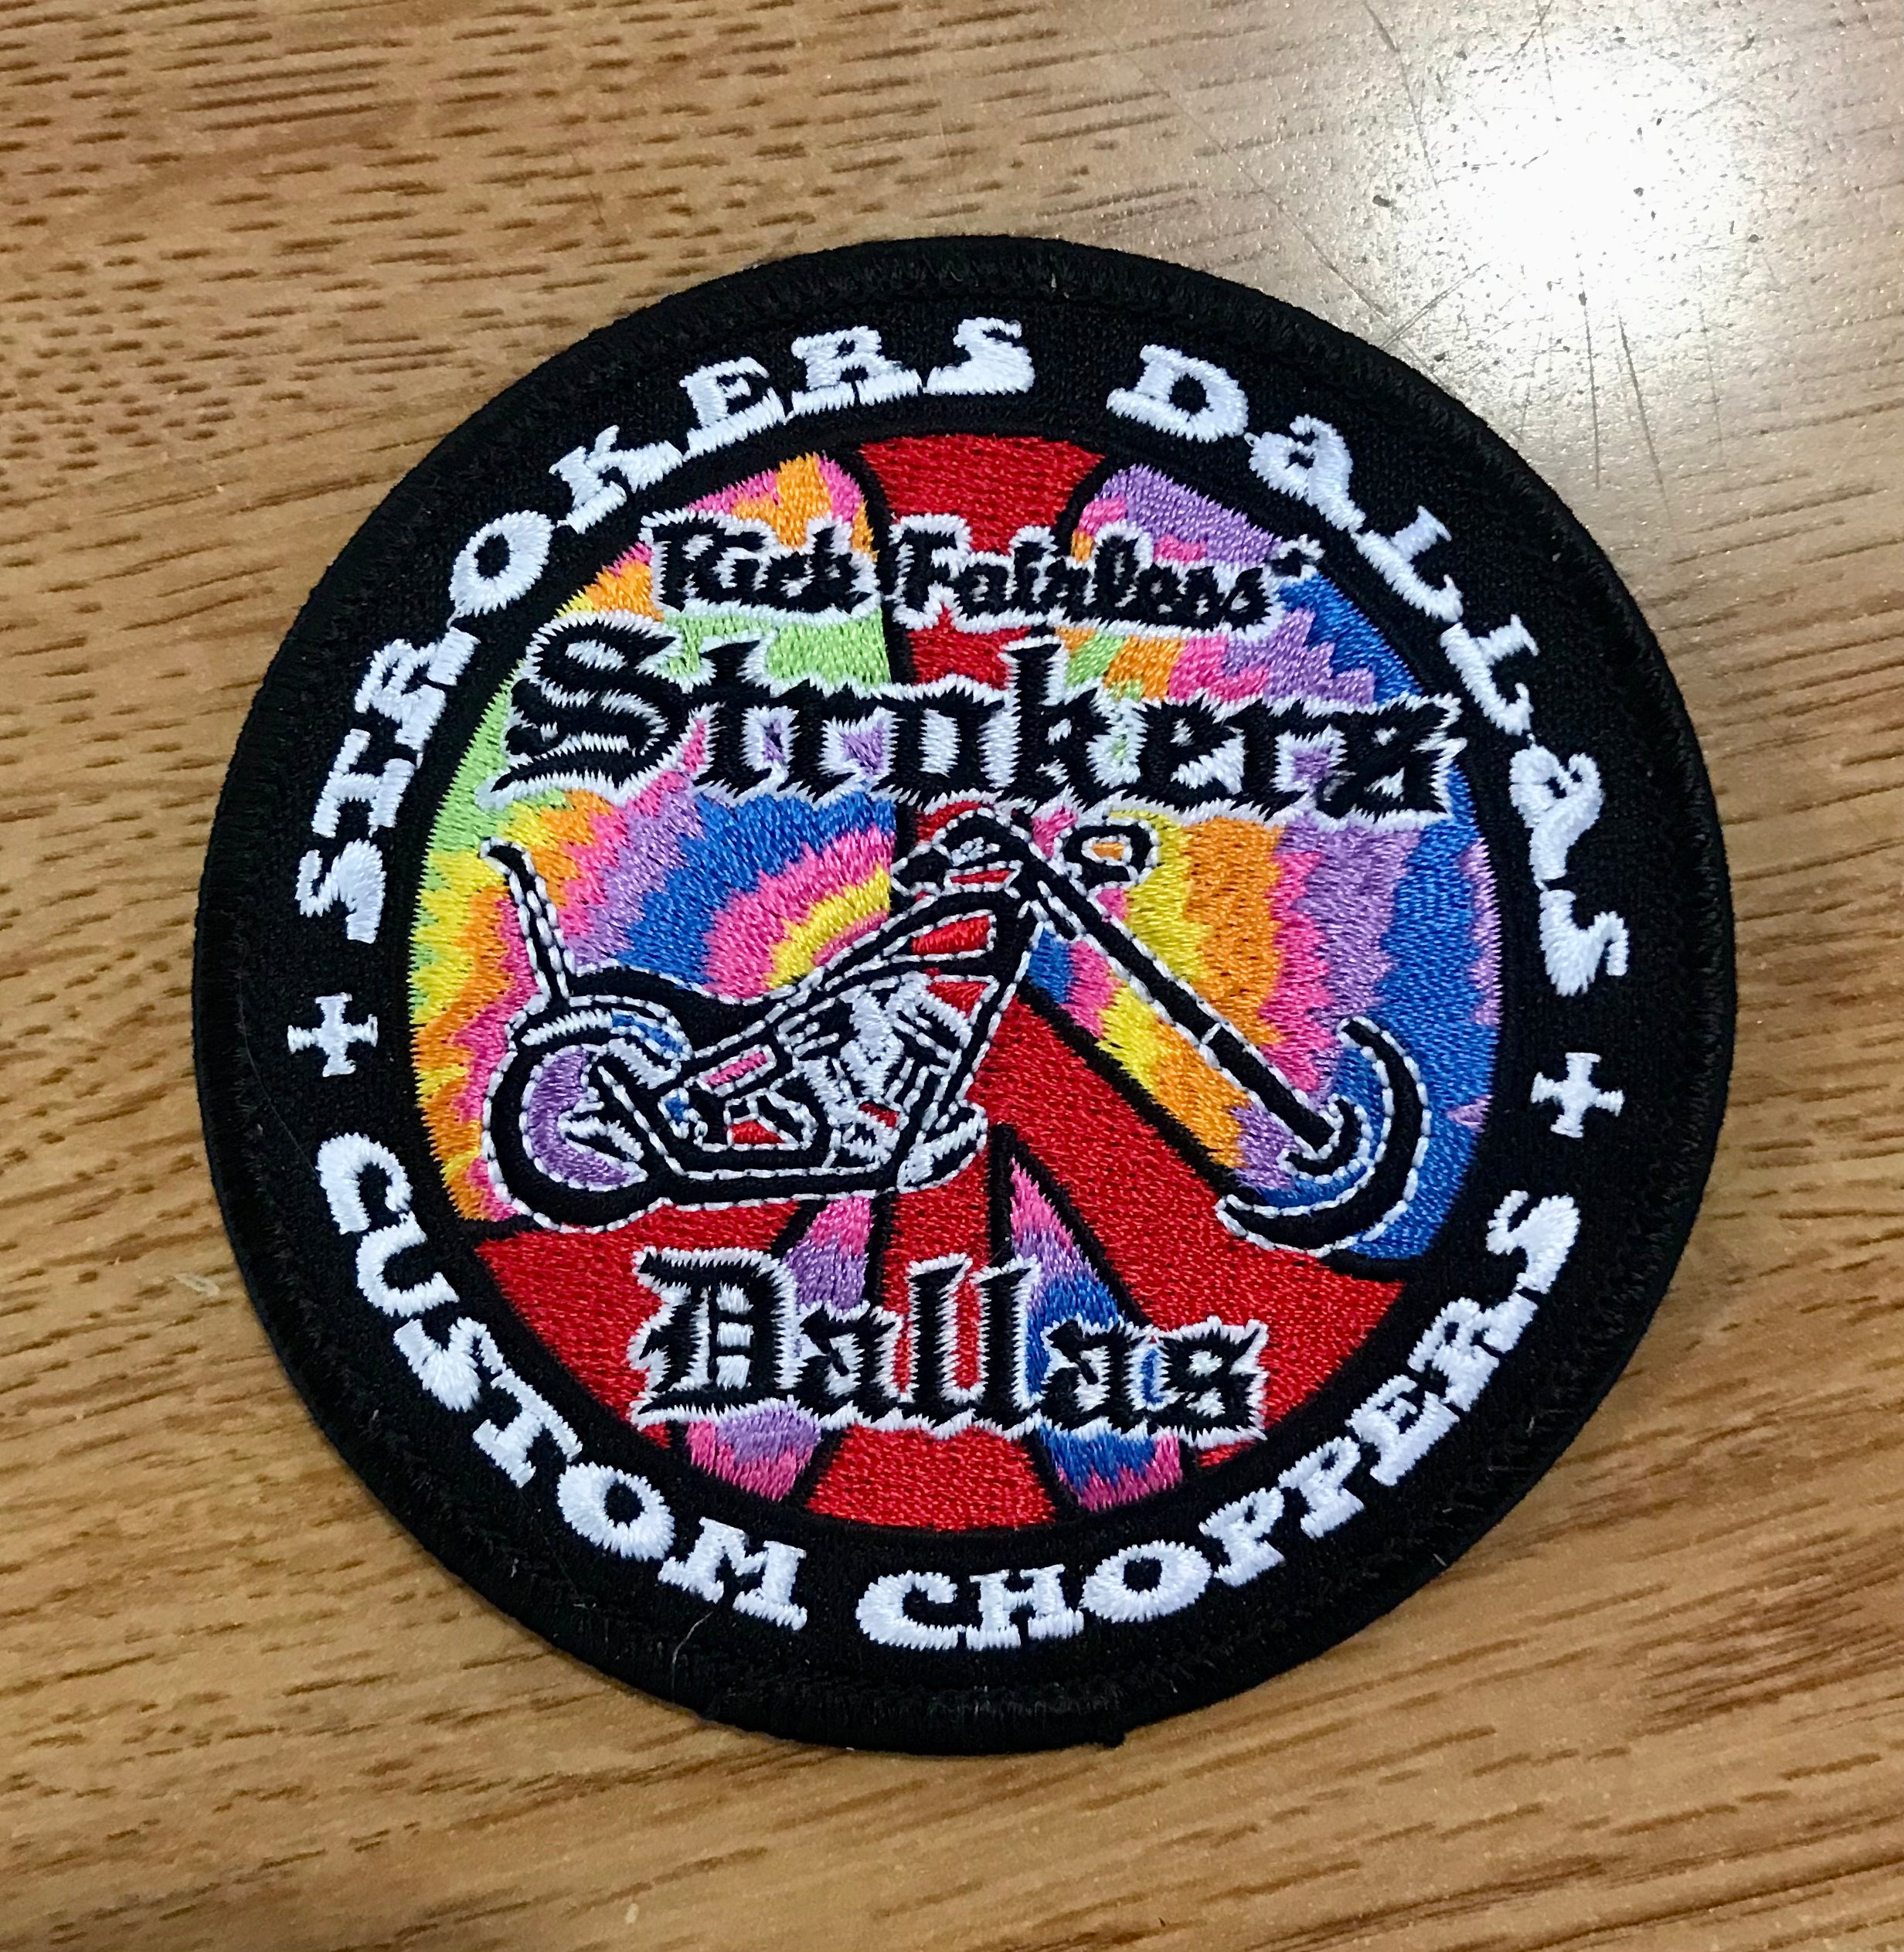 STROKERS DALLAS
Rick Fairless'
Strokers
Dallas
CUSTOM CHOPPERS